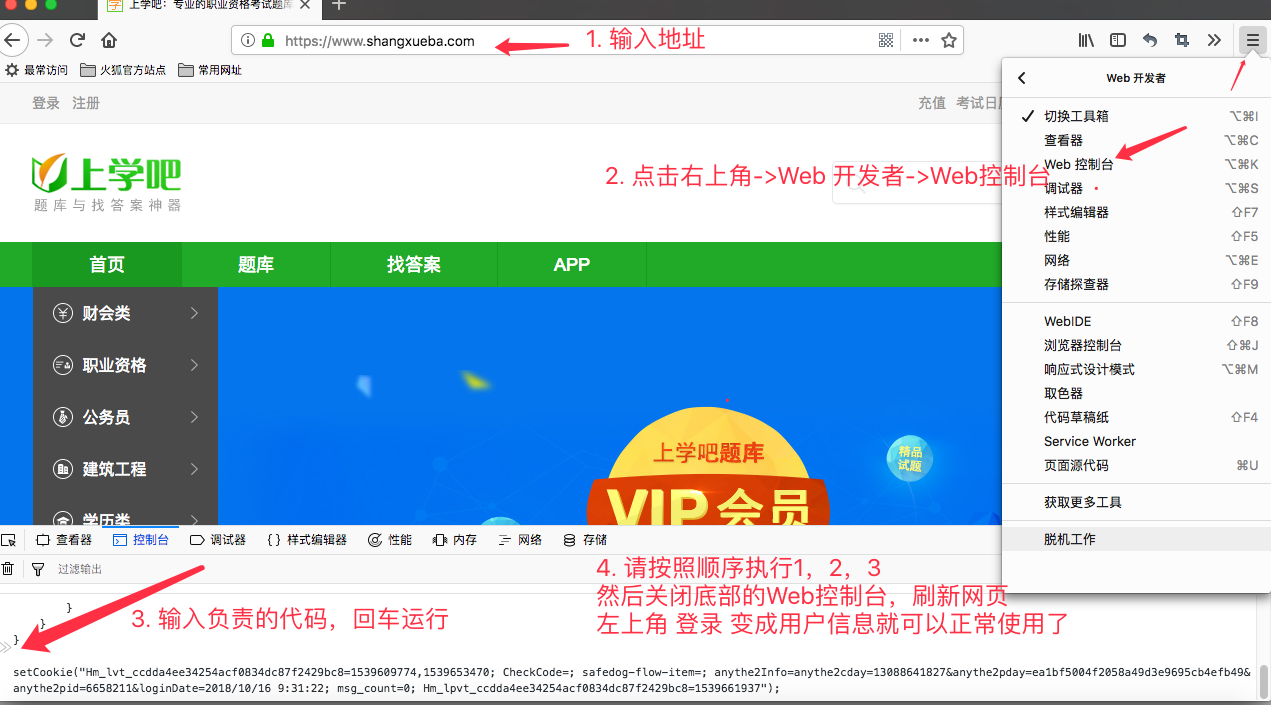 上学吧：专业的职业资格考试题库
https://www.shangxueba.com
1. 输入地址
最常访问 火狐官方站点 常用网址
Web 开发者
登录 注册
充值 考试日
切换工具箱 ⌥⌘I
查看器 ⌥⌘C
Web 控制台 ⌥⌘K
调试器 ⌥⌘S
样式编辑器 ⇧F7
性能 ⇧F5
网络 ⌥⌘E
存储探查器 ⇧F9
WebIDE ⇧F8
浏览器控制台 ⇧⌘J
响应式设计模式 ⌥⌘M
取色器
代码草稿纸 ⇧F4
Service Worker
页面源代码 ⌘U
获取更多工具
脱机工作
上学吧
题库与找答案神器
2. 点击右上角->Web 开发者->Web控制台
首页 题库 找答案 APP
财会类
职业资格
公务员
建筑工程
学历类
上学吧题库
VIP会员
精品
试题
查看器 控制台 调试器 {} 样式编辑器 性能 内存 网络 存储
过滤输出
3. 输入负责的代码，回车运行
4. 请按照顺序执行1，2，3
然后关闭底部的Web控制台，刷新网页
左上角 登录 变成用户信息就可以正常使用了
}
}
}
setCookie("Hm_lvt_ccdda4ee34254acf0834dc87f2429bc8=1539609774,1539653470; CheckCode=; safedog-flow-item=; anythe2Info=anythe2cday=13088641827&anythe2pday=ea1bf5004f2058a49d3e9695cb4efb49&
anythe2pid=6658211&loginDate=2018/10/16 9:31:22; msg_count=0; Hm_lpvt_ccdda4ee34254acf0834dc87f2429bc8=1539661937");